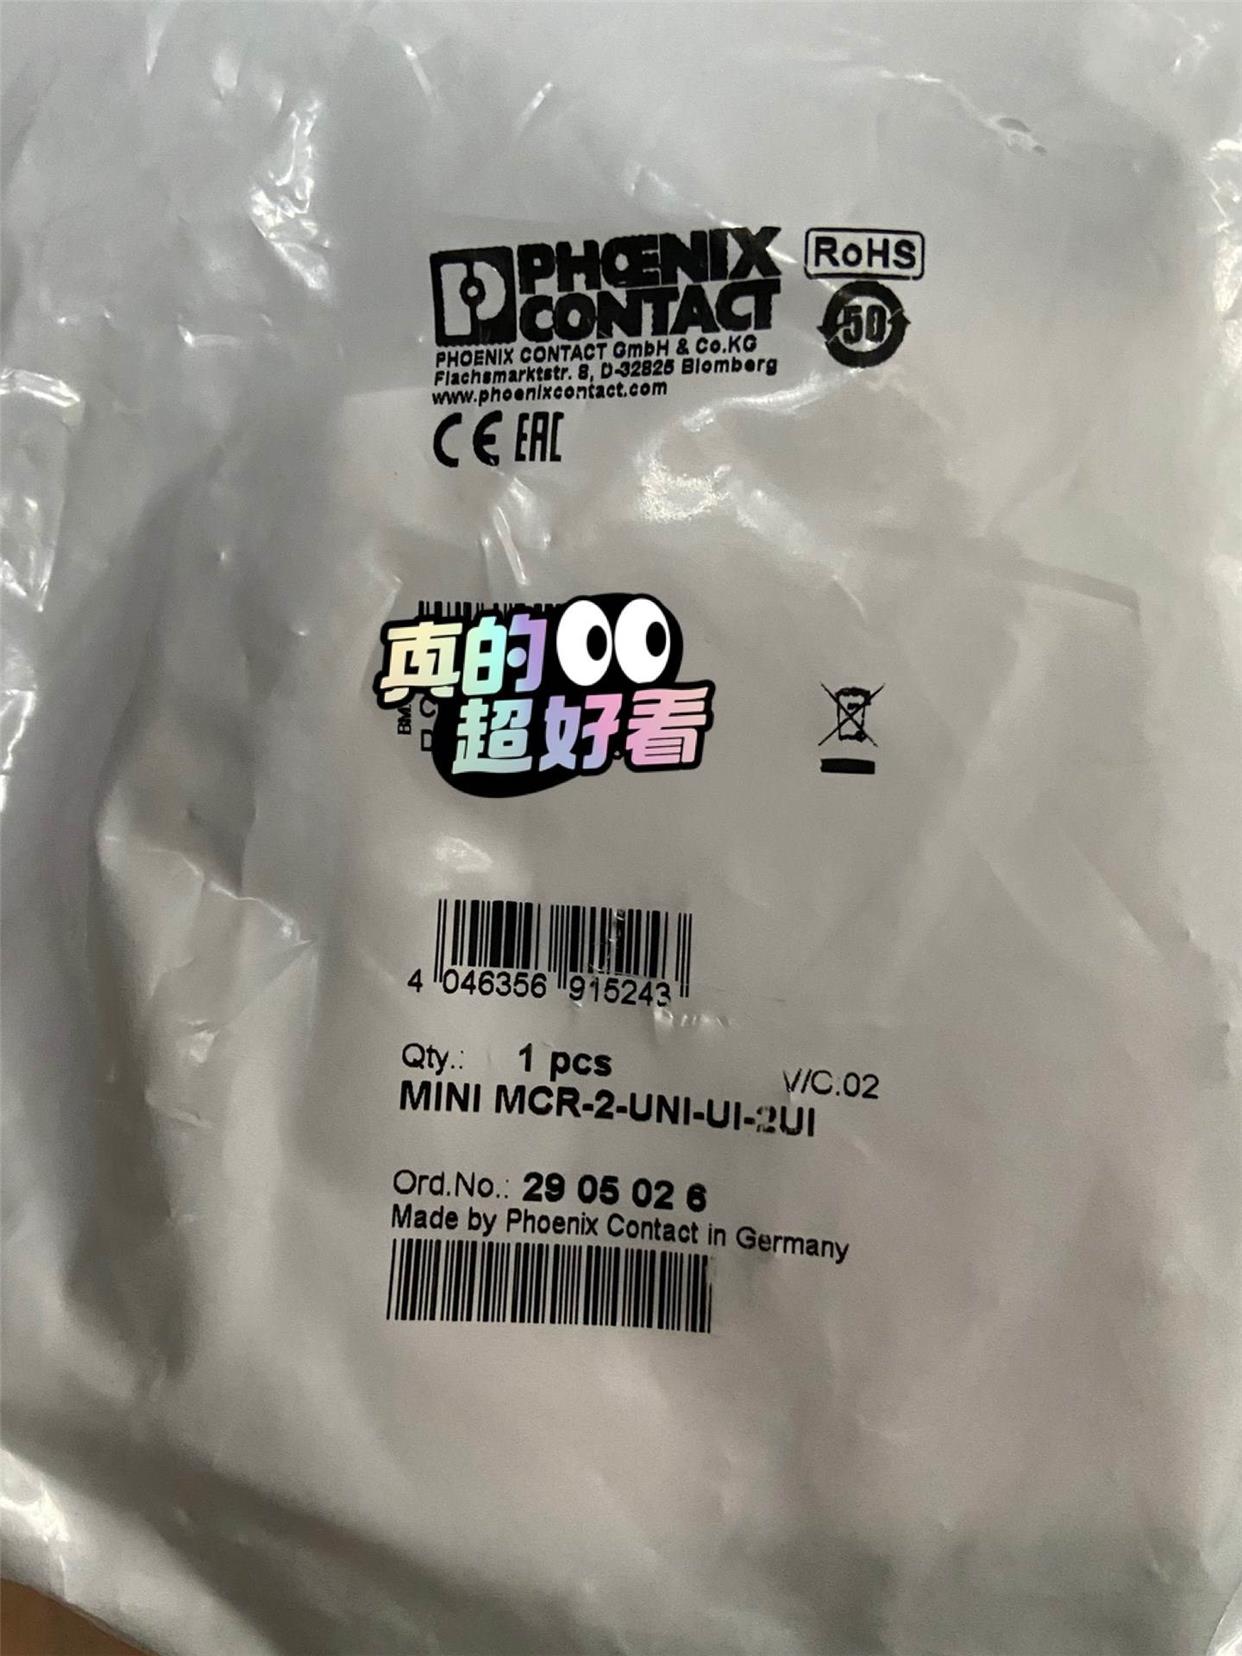 PHOENIX
CONTACT
RoHS
50
PHOENIX CONTACT GmbH & Co.KG
Flachsmarktstr. 8, D-32825 Blomberg
www.phoenixcontact.com
CE EAC
真的
超好看
BM
4 046356 915243
Qty.: 1 pcs
V/C.02
MINI MCR-2-UNI-UI-2UI
Ord.No.: 29 05 02 6
Made by Phoenix Contact in Germany